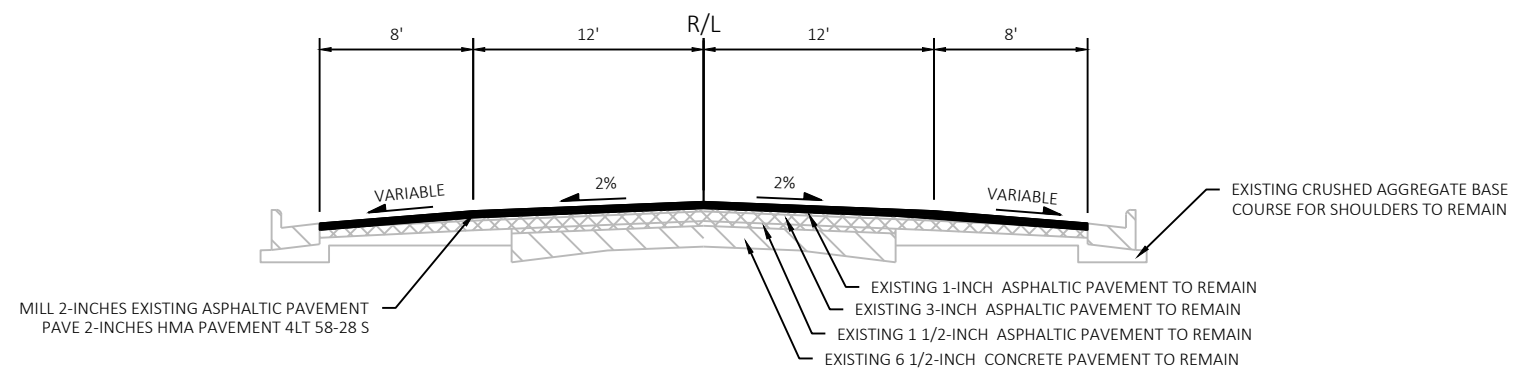 R/L
8'
12'
12'
8'
VARIABLE
2%
2%
VARIABLE
EXISTING CRUSHED AGGREGATE BASE
COURSE FOR SHOULDERS TO REMAIN
MILL 2-INCHES EXISTING ASPHALTIC PAVEMENT
PAVE 2-INCHES HMA PAVEMENT 4LT 58-28 S
EXISTING 1-INCH ASPHALTIC PAVEMENT TO REMAIN
EXISTING 3-INCH ASPHALTIC PAVEMENT TO REMAIN
EXISTING 1 1/2-INCH ASPHALTIC PAVEMENT TO REMAIN
EXISTING 6 1/2-INCH CONCRETE PAVEMENT TO REMAIN